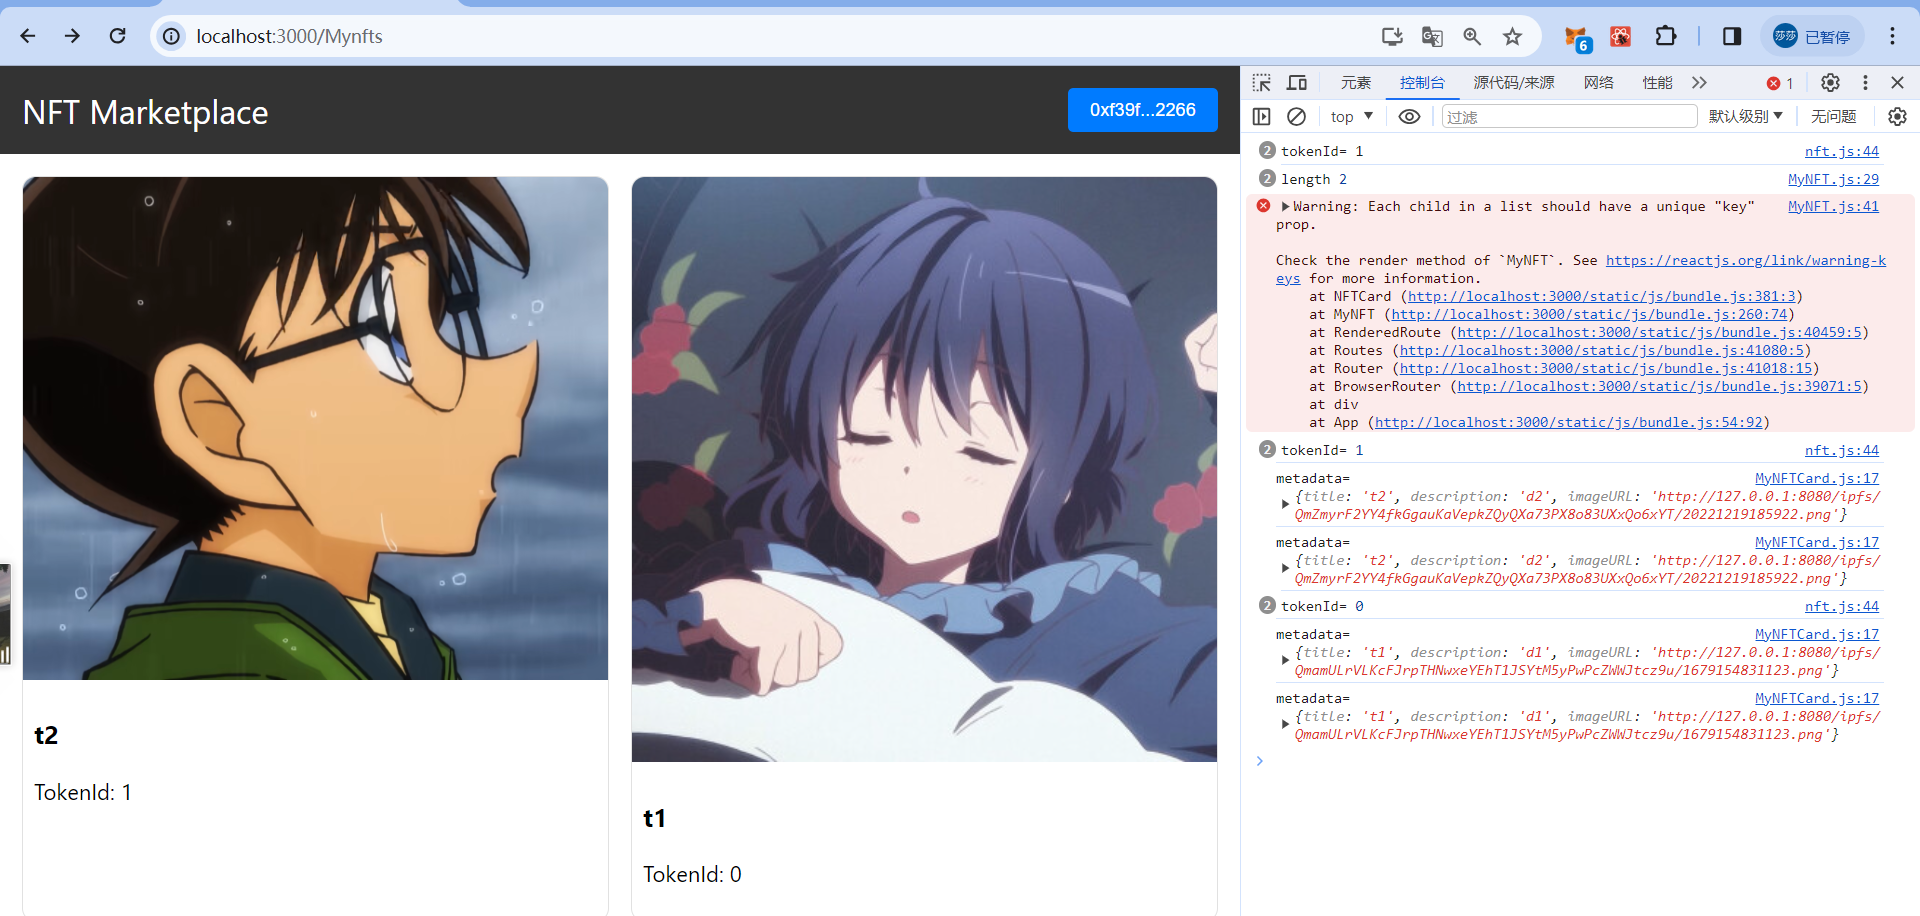 localhost:3000/Mynfts
6
莎莎
已暂停
NFT Marketplace
0xf39f...2266
t2
TokenId: 1
t1
TokenId: 0
元素
控制台
源代码/来源
网络
性能
1
top
过滤
默认级别
无问题
2 tokenId= 1 nft.js:44
2 length 2 MyNFT.js:29
Warning: Each child in a list should have a unique "key" MyNFT.js:41
prop.
Check the render method of `MyNFT`. See https://reactjs.org/link/warning-k
eys for more information.
at NFTCard (http://localhost:3000/static/js/bundle.js:381:3)
at MyNFT (http://localhost:3000/static/js/bundle.js:260:74)
at RenderedRoute (http://localhost:3000/static/js/bundle.js:40459:5)
at Routes (http://localhost:3000/static/js/bundle.js:41080:5)
at Router (http://localhost:3000/static/js/bundle.js:41018:15)
at BrowserRouter (http://localhost:3000/static/js/bundle.js:39071:5)
at div
at App (http://localhost:3000/static/js/bundle.js:54:92)
2 tokenId= 1 nft.js:44
metadata= MyNFTCard.js:17
{title: 't2', description: 'd2', imageURL: 'http://127.0.0.1:8080/ipfs/
QmZmyrF2YY4fkGgauKaVepkZQyQXa73PX8o83UXxQo6xYT/20221219185922.png'}
metadata= MyNFTCard.js:17
{title: 't2', description: 'd2', imageURL: 'http://127.0.0.1:8080/ipfs/
QmZmyrF2YY4fkGgauKaVepkZQyQXa73PX8o83UXxQo6xYT/20221219185922.png'}
2 tokenId= 0 nft.js:44
metadata= MyNFTCard.js:17
{title: 't1', description: 'd1', imageURL: 'http://127.0.0.1:8080/ipfs/
QmamULrVLKcFJrpTHNwxeYEhT1JSYtM5yPwPcZWWJtcz9u/1679154831123.png'}
metadata= MyNFTCard.js:17
{title: 't1', description: 'd1', imageURL: 'http://127.0.0.1:8080/ipfs/
QmamULrVLKcFJrpTHNwxeYEhT1JSYtM5yPwPcZWWJtcz9u/1679154831123.png'}